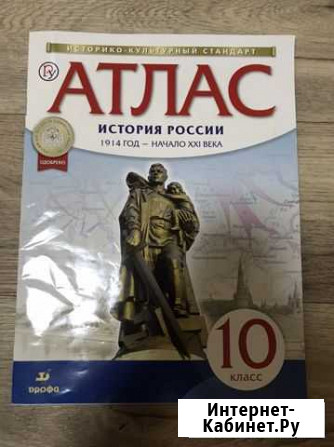 ИСТОРИКО-КУЛЬТУРНЫЙ СТАНДАРТ
АТЛАС
ИСТОРИЯ РОССИИ
1914 ГОД – НАЧАЛО XXI ВЕКА
ОДОБРЕНО
10
класс
дрофа
Интернет-
Кабинет.Ру